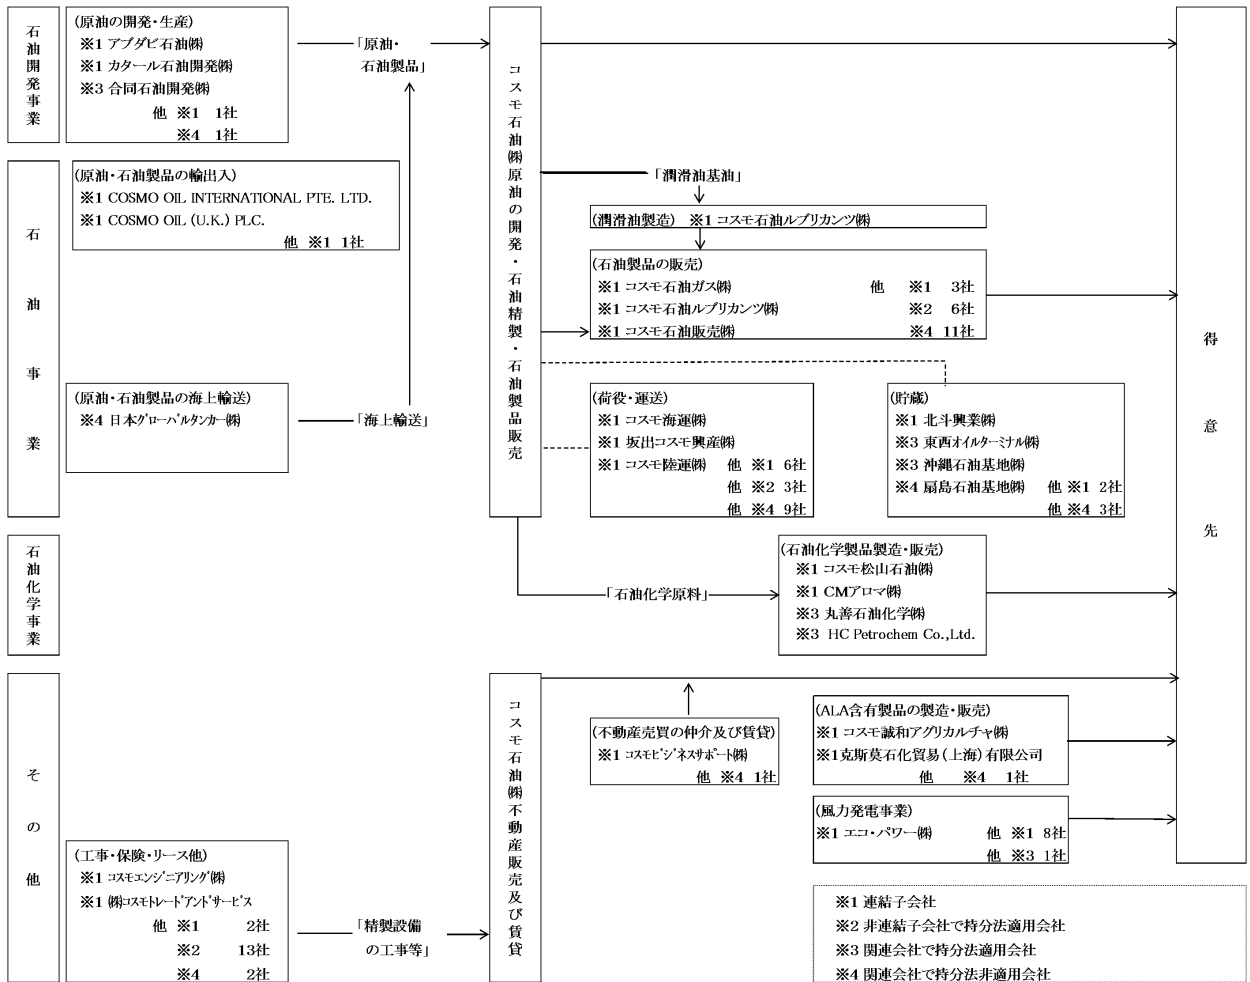 石油開発事業
(原油の開発・生産)
※1 アブダビ石油㈱
※1 カタール石油開発㈱
※3 合同石油開発㈱
他 ※1 1社
※4 1社
「原油・
石油製品」
石油事業
(原油・石油製品の輸出入)
※1 COSMO OIL INTERNATIONAL PTE. LTD.
※1 COSMO OIL (U.K.) PLC.
他 ※1 1社
(原油・石油製品の海上輸送)
※4 日本グローバルタンカー㈱
「海上輸送」
コスモ石油㈱原油の開発・石油精製・石油製品販売
「潤滑油基油」
(潤滑油製造) ※1 コスモ石油ルブリカンツ㈱
(石油製品の販売)
※1 コスモ石油ガス㈱ 他 ※1 3社
※1 コスモ石油ルブリカンツ㈱ ※2 6社
※1 コスモ石油販売㈱ ※4 11社
(荷役・運送)
※1 コスモ海運㈱
※1 坂出コスモ興産㈱
※1 コスモ陸運㈱ 他 ※1 6社
他 ※2 3社
他 ※4 9社
(貯蔵)
※1 北斗興業㈱
※3 東西オイルターミナル㈱
※3 沖縄石油基地㈱
※4 扇島石油基地㈱ 他 ※1 2社
他 ※4 3社
得意先
石油化学事業
「石油化学原料」
(石油化学製品製造・販売)
※1 コスモ松山石油㈱
※1 CMアロマ㈱
※3 丸善石油化学㈱
※3 HC Petrochem Co.,Ltd.
その他
(工事・保険・リース他)
※1 コスモエンジニアリング㈱
※1 ㈱コスモトレードアンドサービス
他 ※1 2社
※2 13社
※4 2社
「精製設備
の工事等」
コスモ石油㈱不動産販売及び賃貸
(不動産売買の仲介及び賃貸)
※1 コスモビジネスサポート㈱
他 ※4 1社
(ALA含有製品の製造・販売)
※1 コスモ誠和アグリカルチャ㈱
※1克斯莫石化貿易(上海)有限公司
他 ※4 1社
(風力発電事業)
※1 エコ・パワー㈱ 他 ※1 8社
他 ※3 1社
※1 連結子会社
※2 非連結子会社で持分法適用会社
※3 関連会社で持分法適用会社
※4 関連会社で持分法非適用会社